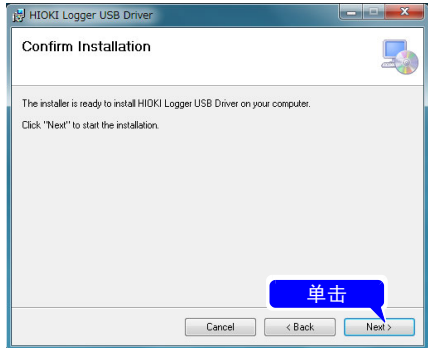 HIOKI Logger USB Driver
Confirm Installation
The installer is ready to install HIOKI Logger USB Driver on your computer.
Click "Next" to start the installation.
单击
Cancel
< Back
Next >